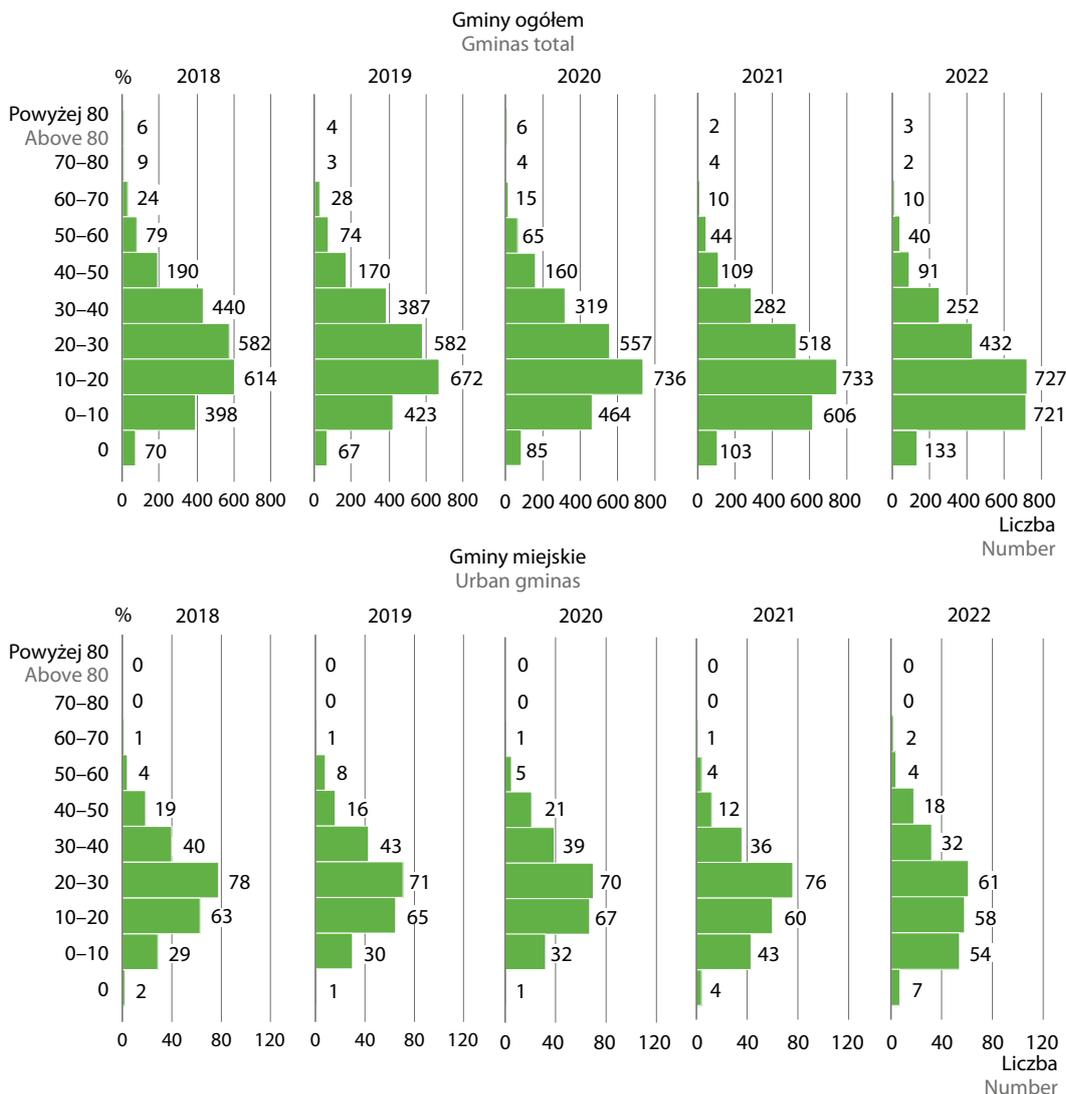 Gminy ogółem
Gminas total
% 2018 2019 2020 2021 2022
Powyżej 80
Above 80
6 4 6 2 3
70–80 9 3 4 4 2
60–70 24 28 15 10 10
50–60 79 74 65 44 40
40–50 190 170 160 109 91
30–40 440 387 319 282 252
20–30 582 582 557 518 432
10–20 614 672 736 733 727
0–10 398 423 464 606 721
0 70 67 85 103 133
0 200 400 600 800 0 200 400 600 800 0 200 400 600 800 0 200 400 600 800 0 200 400 600 800
Liczba
Number
Gminy miejskie
Urban gminas
% 2018 2019 2020 2021 2022
Powyżej 80
Above 80
0 0 0 0 0
70–80 0 0 0 0 0
60–70 1 1 1 1 2
50–60 4 8 5 4 4
40–50 19 16 21 12 18
30–40 40 43 39 36 32
20–30 78 71 70 76 61
10–20 63 65 67 60 58
0–10 29 30 32 43 54
0 2 1 1 4 7
0 40 80 120 0 40 80 120 0 40 80 120 0 40 80 120 0 40 80 120
Liczba
Number